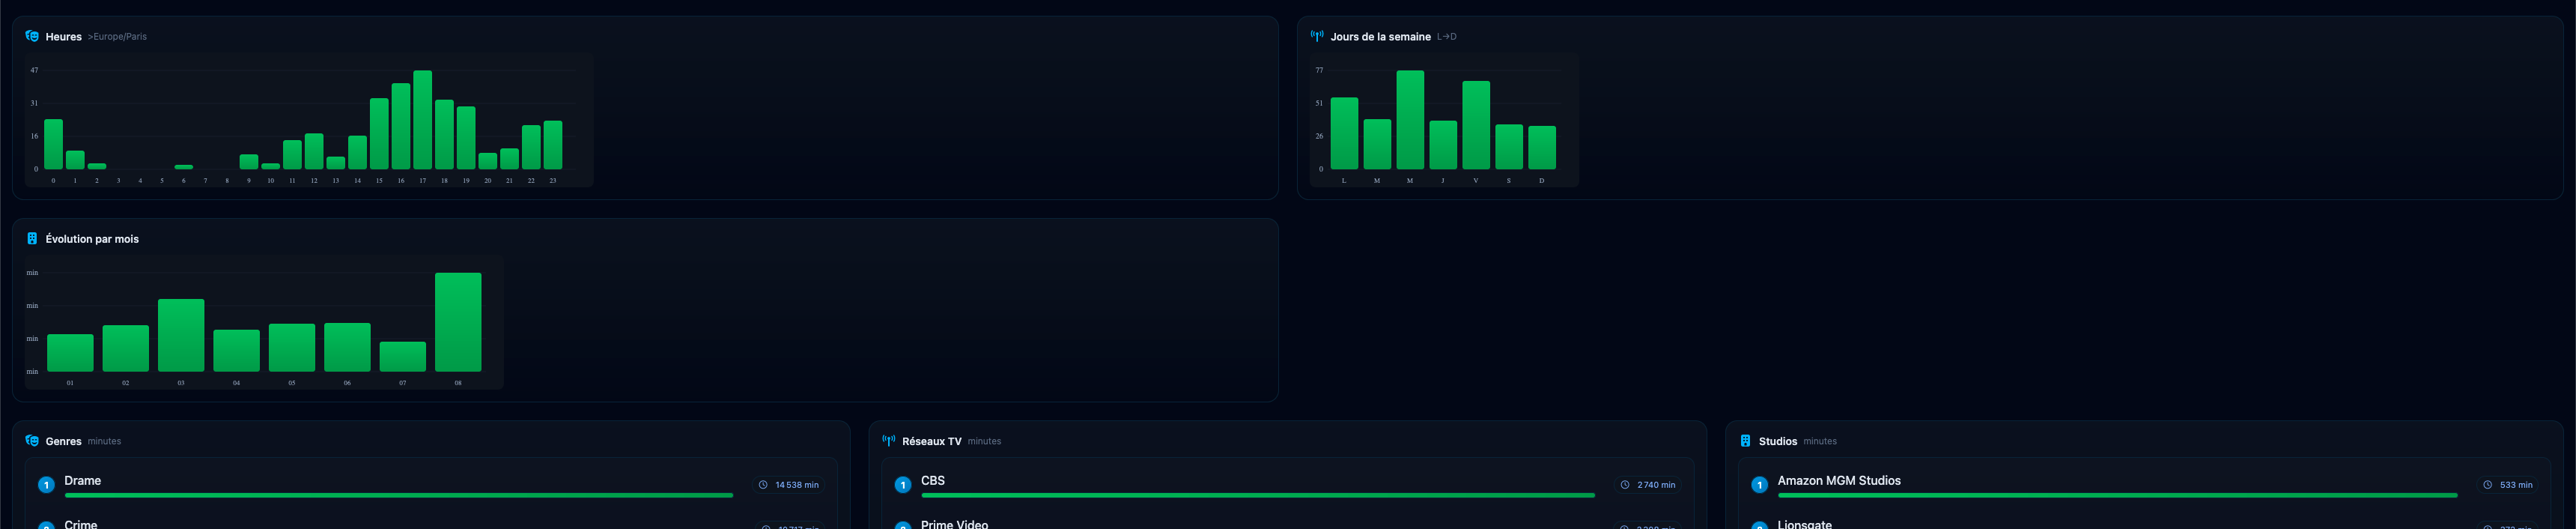 Heures >Europe/Paris
47
31
16
0
0 1 2 3 4 5 6 7 8 9 10 11 12 13 14 15 16 17 18 19 20 21 22 23
Jours de la semaine L→D
77
51
26
0
L M M J V S D
Évolution par mois
min
min
min
min
01 02 03 04 05 06 07 08
Genres minutes
1 Drame 14 538 min
Crime
Réseaux TV minutes
1 CBS 2 740 min
Prime Video
Studios minutes
1 Amazon MGM Studios 533 min
Lionsgate